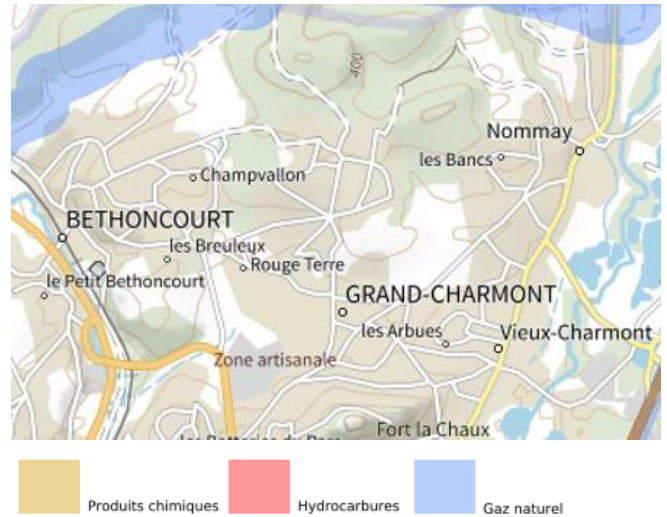 400
Nommay
les Bancs
Champvallon
BETHONCOURT
les Breuleux
Rouge Terre
le Petit Bethoncourt
GRAND-CHARMONT
les Arbues
Vieux-Charmont
Zone artisanale
Fort la Chaux
Produits chimiques
Hydrocarbures
Gaz naturel